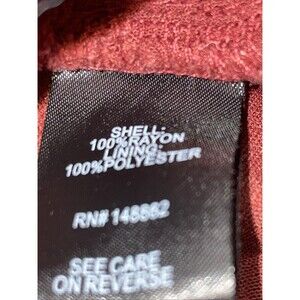 SHELL:
100%RAYON
LINING:
100%POLYESTER
RN# 148882
SEE CARE
ON REVERSE